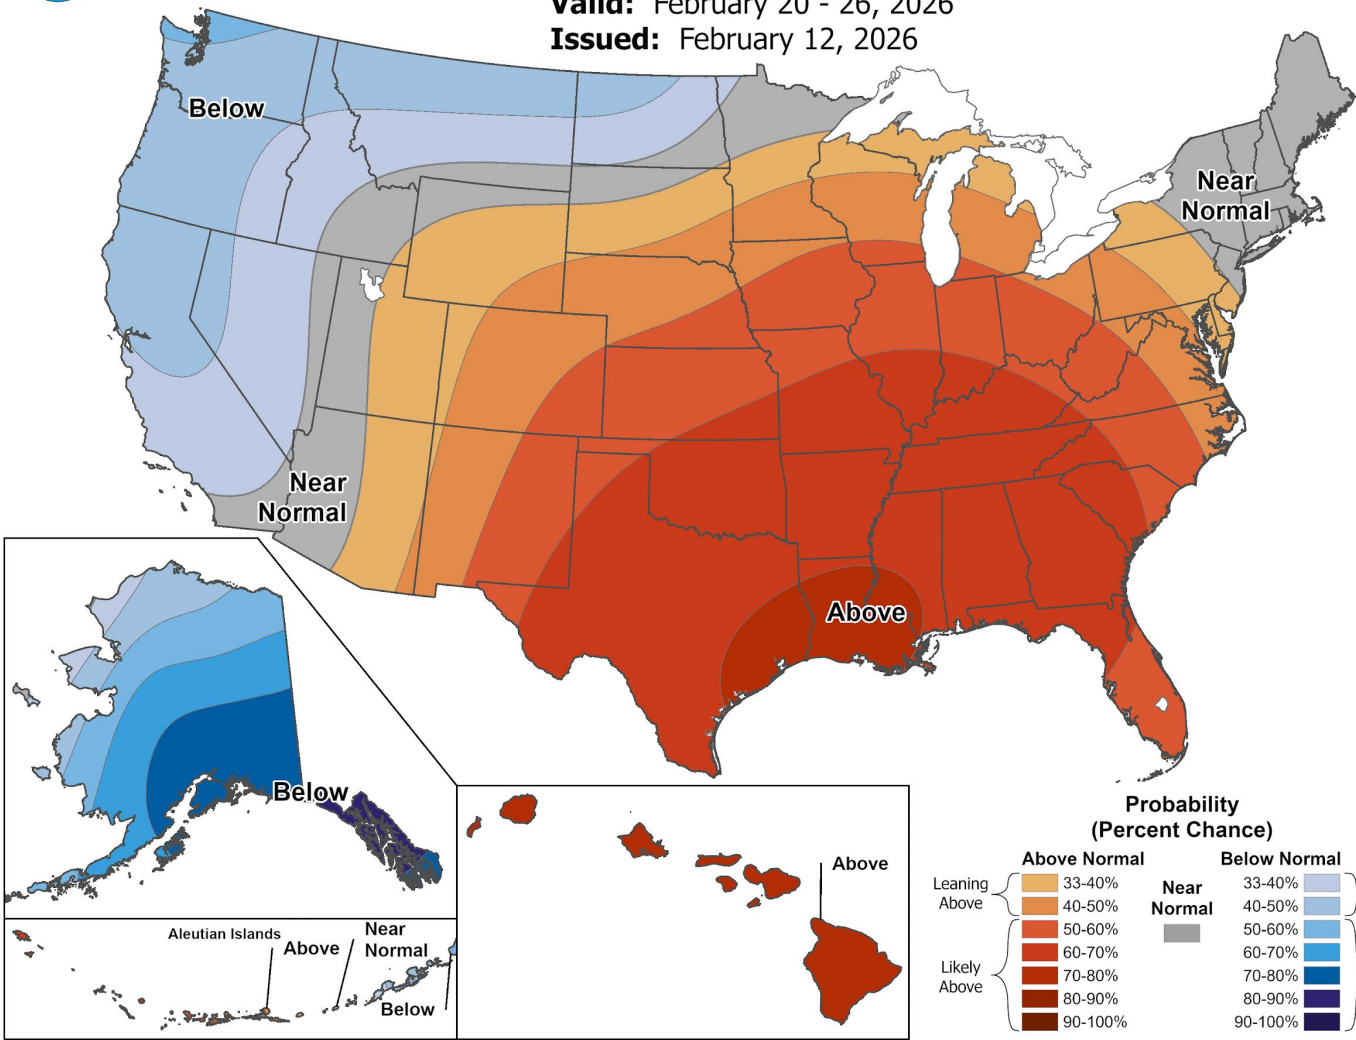 Valid: February 20 - 26, 2026
Issued: February 12, 2026
Below
Near
Normal
Near
Normal
Above
Below
Aleutian Islands
Above
Near
Normal
Below
Above
Probability
(Percent Chance)
Above Normal
Below Normal
Leaning
Above
Likely
Above
33-40%
40-50%
50-60%
60-70%
70-80%
80-90%
90-100%
Near
Normal
33-40%
40-50%
50-60%
60-70%
70-80%
80-90%
90-100%